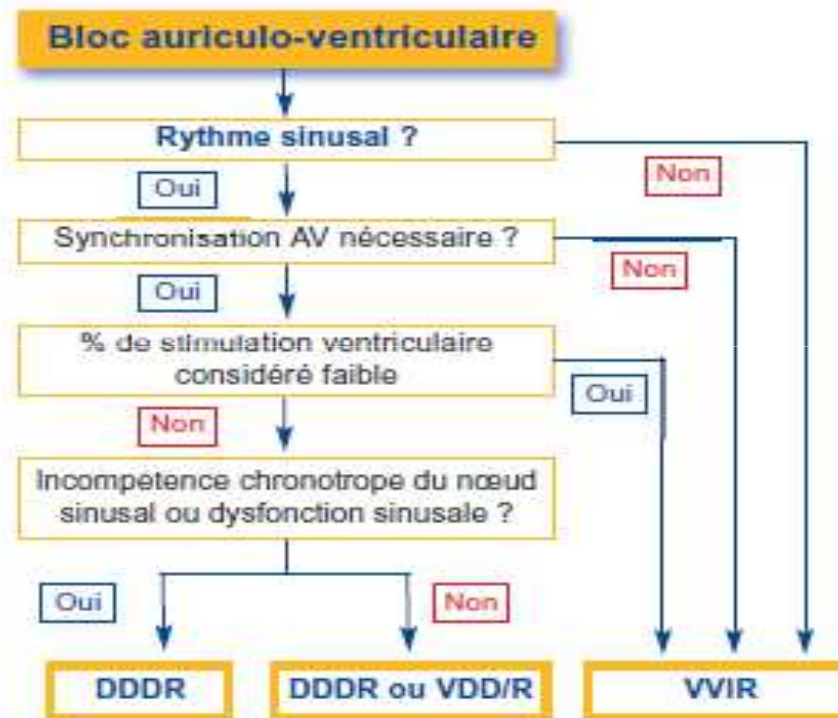 Bloc auriculo-ventriculaire
Rythme sinusal ?
Non
Oui
Synchronisation AV nécessaire ?
Non
Oui
% de stimulation ventriculaire
considéré faible
Oui
Non
Incompétence chronotrope du nœud
sinusal ou dysfonction sinusale ?
Oui
Non
DDDR
DDDR ou VDD/R
VVIR